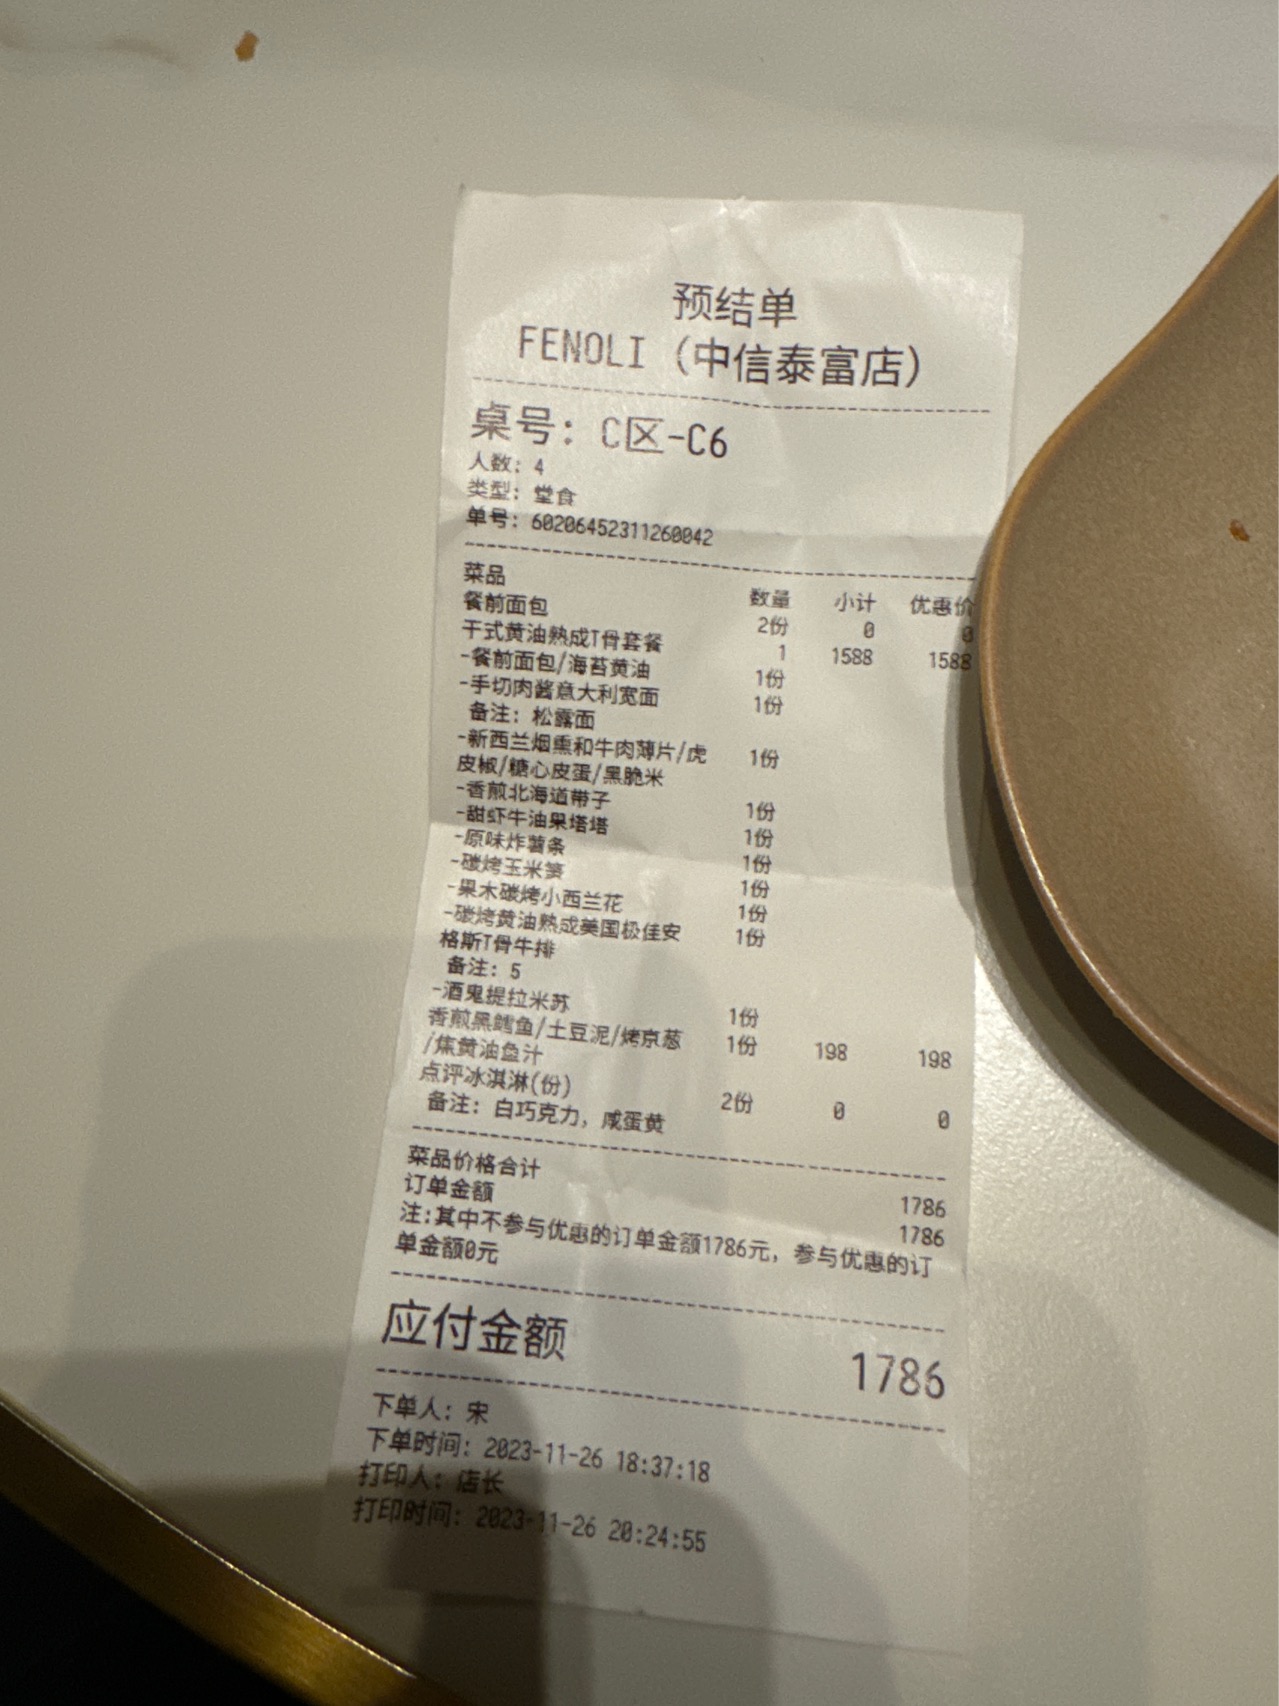 预结单
FENOLI（中信泰富店）
桌号：C区-C6
人数：4
类型：堂食
单号：60206452311260042
菜品 数量 小计 优惠价
餐前面包 2份 0 0
干式黄油熟成T骨套餐 1 1588 1588
-餐前面包/海苔黄油 1份
-手切肉酱意大利宽面 1份
备注：松露面
-新西兰烟熏和牛肉薄片/虎 1份
皮椒/糖心皮蛋/黑脆米
-香煎北海道带子 1份
-甜虾牛油果塔塔 1份
-原味炸薯条 1份
-碳烤玉米笋 1份
-果木碳烤小西兰花 1份
-碳烤黄油熟成美国极佳安 1份
格斯T骨牛排
备注：5
-酒鬼提拉米苏 1份
香煎黑鳕鱼/土豆泥/烤京葱 1份 198 198
/焦黄油鱼汁
点评冰淇淋(份) 2份 0 0
备注：白巧克力，咸蛋黄
菜品价格合计 1786
订单金额 1786
注:其中不参与优惠的订单金额1786元，参与优惠的订
单金额0元
应付金额 1786
下单人：宋
下单时间：2023-11-26 18:37:18
打印人：店长
打印时间：2023-11-26 20:24:55